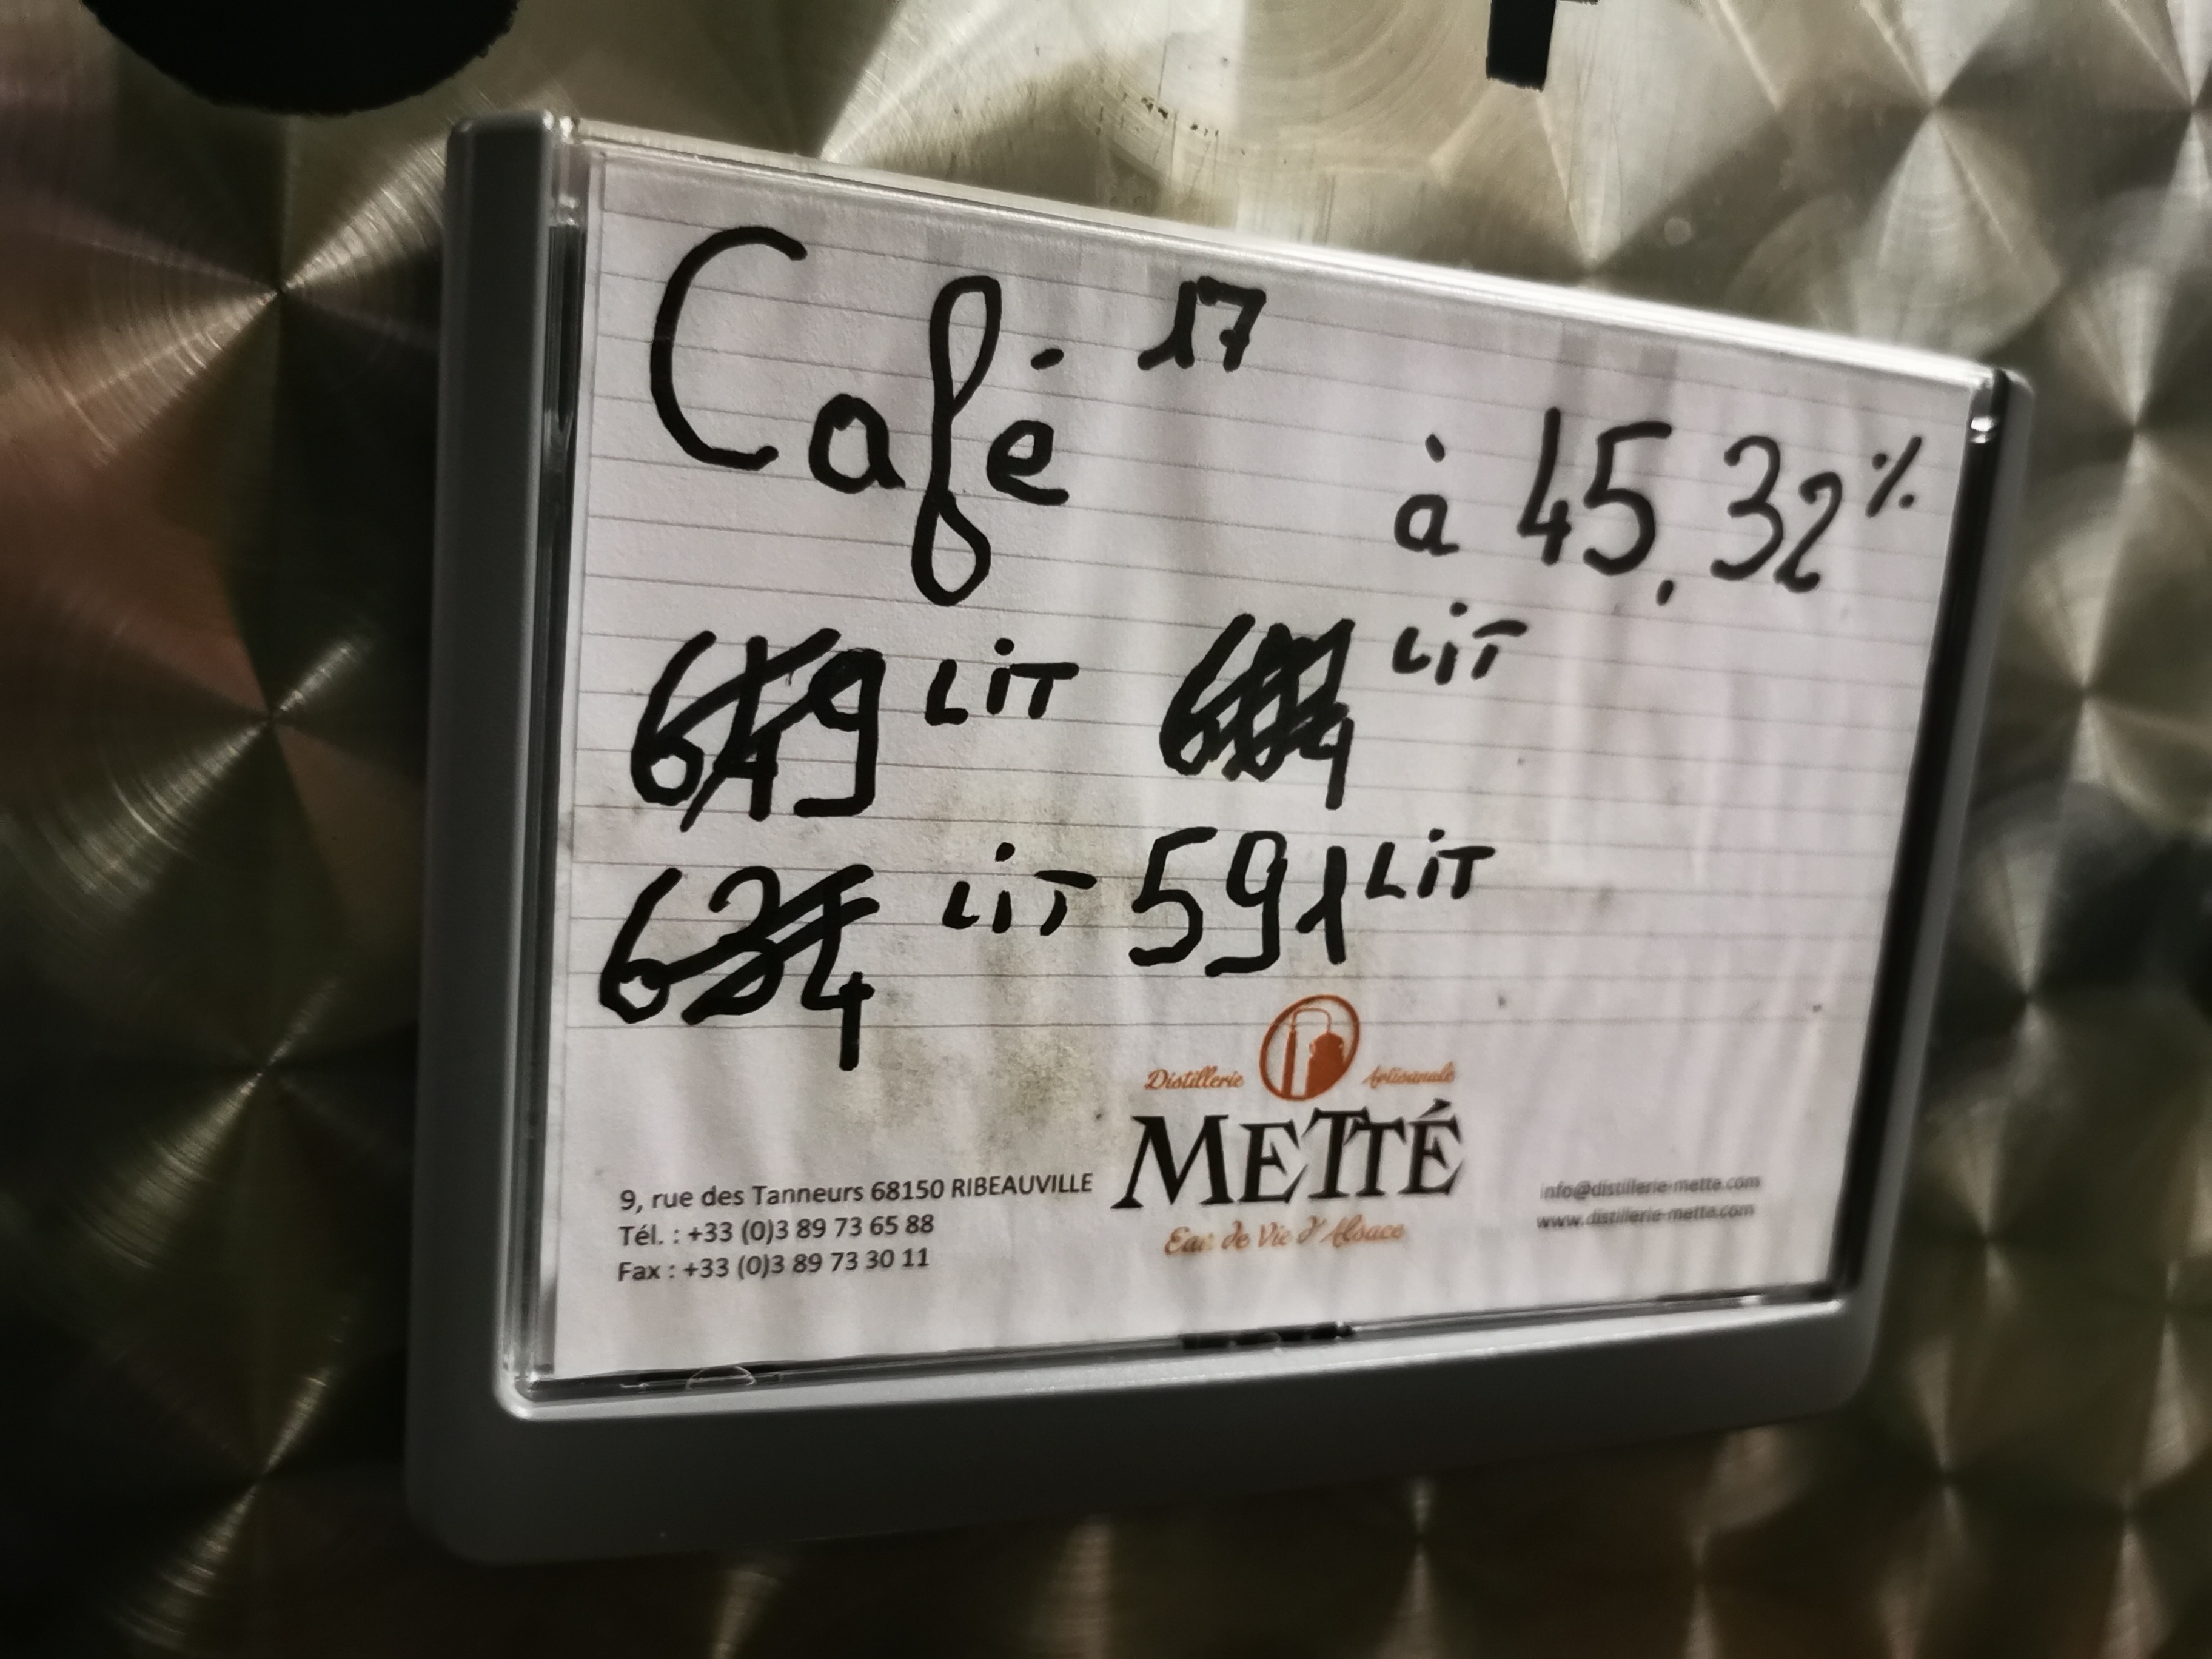 Café 17
à 45,32%
649 LiT LiT
634 LiT 591 LiT
Distillerie Artisanale
METTÉ
Eau de Vie d'Alsace
9, rue des Tanneurs 68150 RIBEAUVILLE
Tél. : +33 (0)3 89 73 65 88
Fax : +33 (0)3 89 73 30 11
info@distillerie-mette.com
www.distillerie-mette.com